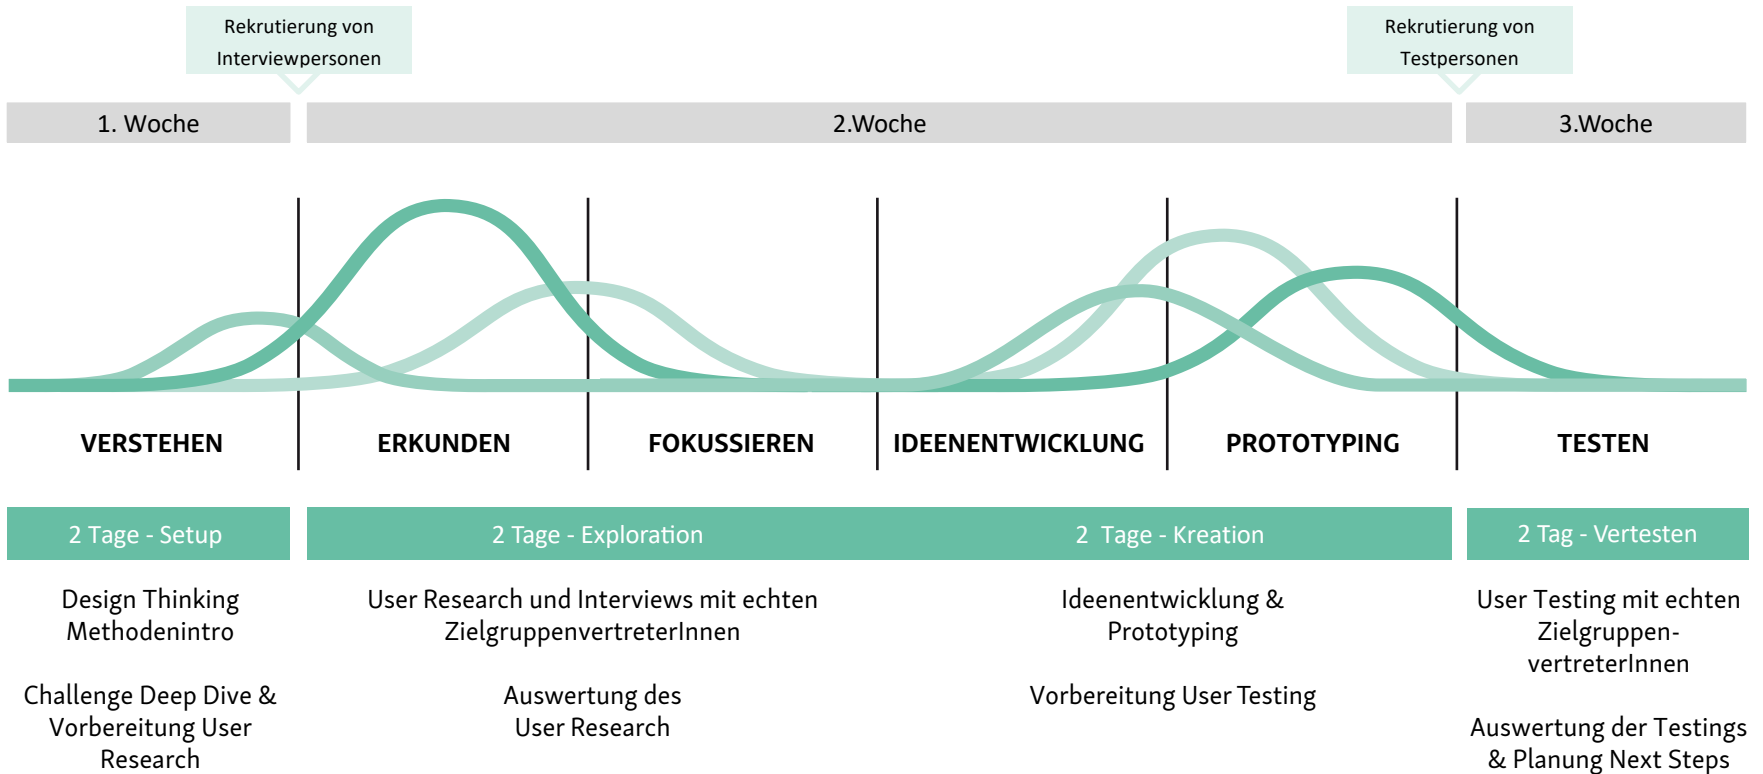 Rekrutierung von
Interviewpersonen
Rekrutierung von
Testpersonen
1. Woche
2.Woche
3.Woche
VERSTEHEN
ERKUNDEN
FOKUSSIEREN
IDEENENTWICKLUNG
PROTOTYPING
TESTEN
2 Tage - Setup
2 Tage - Exploration
2 Tage - Kreation
2 Tag - Vertesten
Design Thinking
Methodenintro
Challenge Deep Dive &
Vorbereitung User
Research
User Research und Interviews mit echten
ZielgruppenvertreterInnen
Auswertung des
User Research
Ideenentwicklung &
Prototyping
Vorbereitung User Testing
User Testing mit echten
Zielgruppen-
vertreterInnen
Auswertung der Testings
& Planung Next Steps